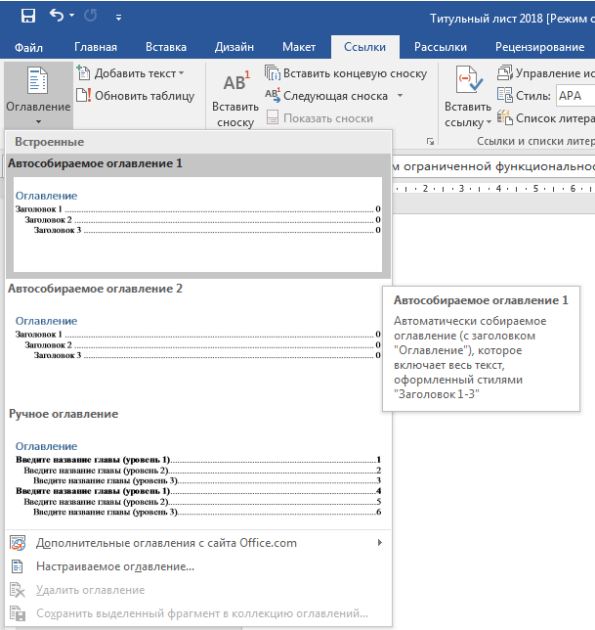 Титульный лист 2018 [Режим
Файл Главная Вставка Дизайн Макет Ссылки Рассылки Рецензирование
Оглавление
Добавить текст
Обновить таблицу
AB1
Вставить
сноску
Вставить концевую сноску
AB Следующая сноска
Показать сноски
Вставить
ссылку
Управление
Стиль: APA
Список
Ссылки и списки
Встроенные
Автособираемое оглавление 1
ограниченной
2 3 4 5 6
Оглавление
Заголовок 1 0
Заголовок 2 0
Заголовок 3 0
Автособираемое оглавление 2
Оглавление
Заголовок 1 0
Заголовок 2 0
Заголовок 3 0
Автособираемое оглавление 1
Автоматически собираемое
оглавление (с заголовком
"Оглавление"), которое
включает весь текст,
оформленный стилями
"Заголовок 1-3"
Ручное оглавление
Оглавление
Введите название главы (уровень 1) 1
Введите название главы (уровень 2) 2
Введите название главы (уровень 3) 3
Введите название главы (уровень 1) 4
Введите название главы (уровень 2) 5
Введите название главы (уровень 3) 6
Дополнительные оглавления с сайта Office.com
Настраиваемое оглавление...
Удалить оглавление
Сохранить выделенный фрагмент в коллекцию оглавлений...